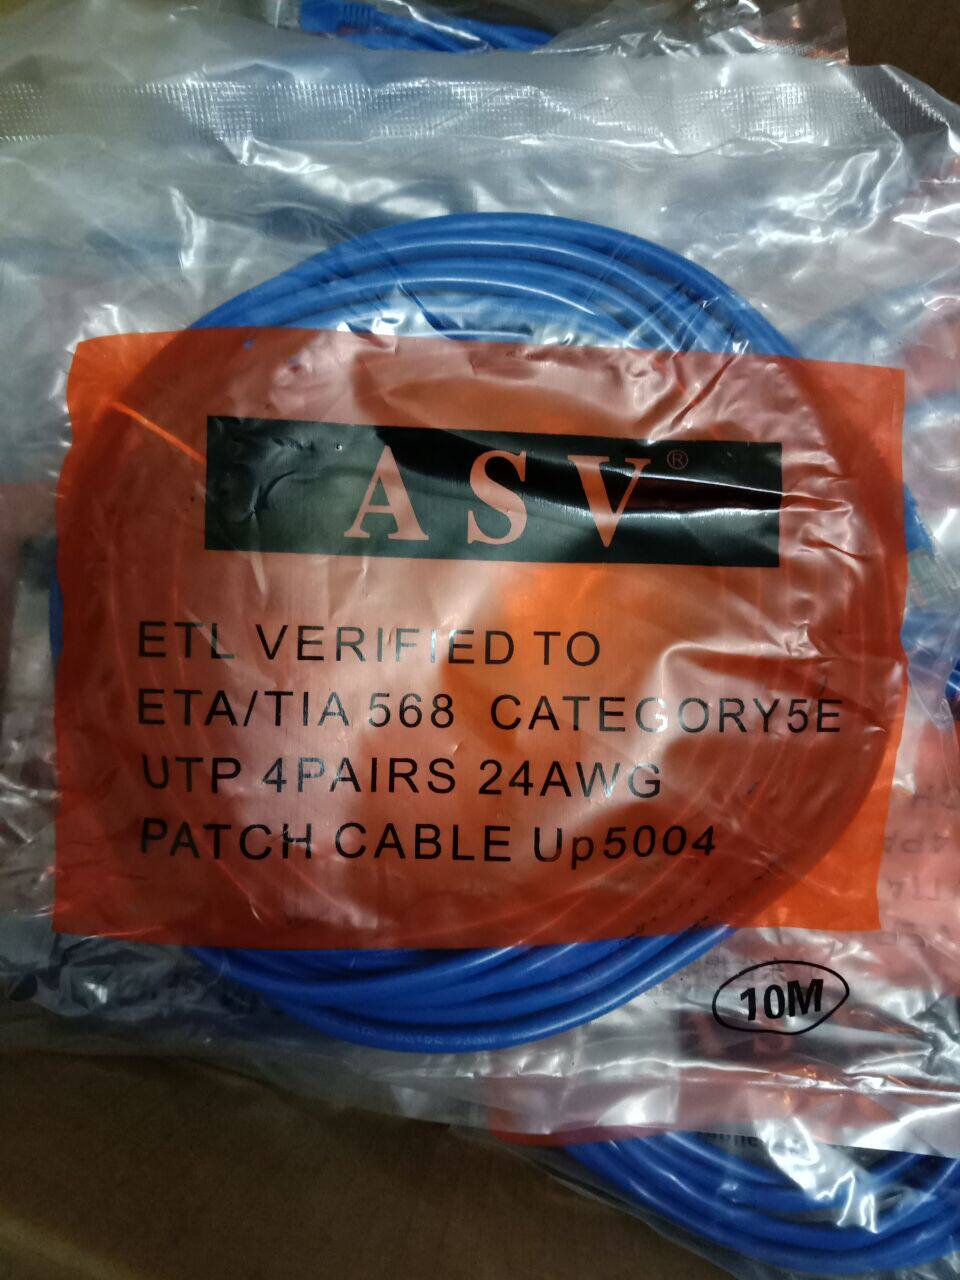 ASV®
ETL VERIFIED TO
ETA/TIA 568 CATEGORY5E
UTP 4PAIRS 24AWG
PATCH CABLE Up5004
10M